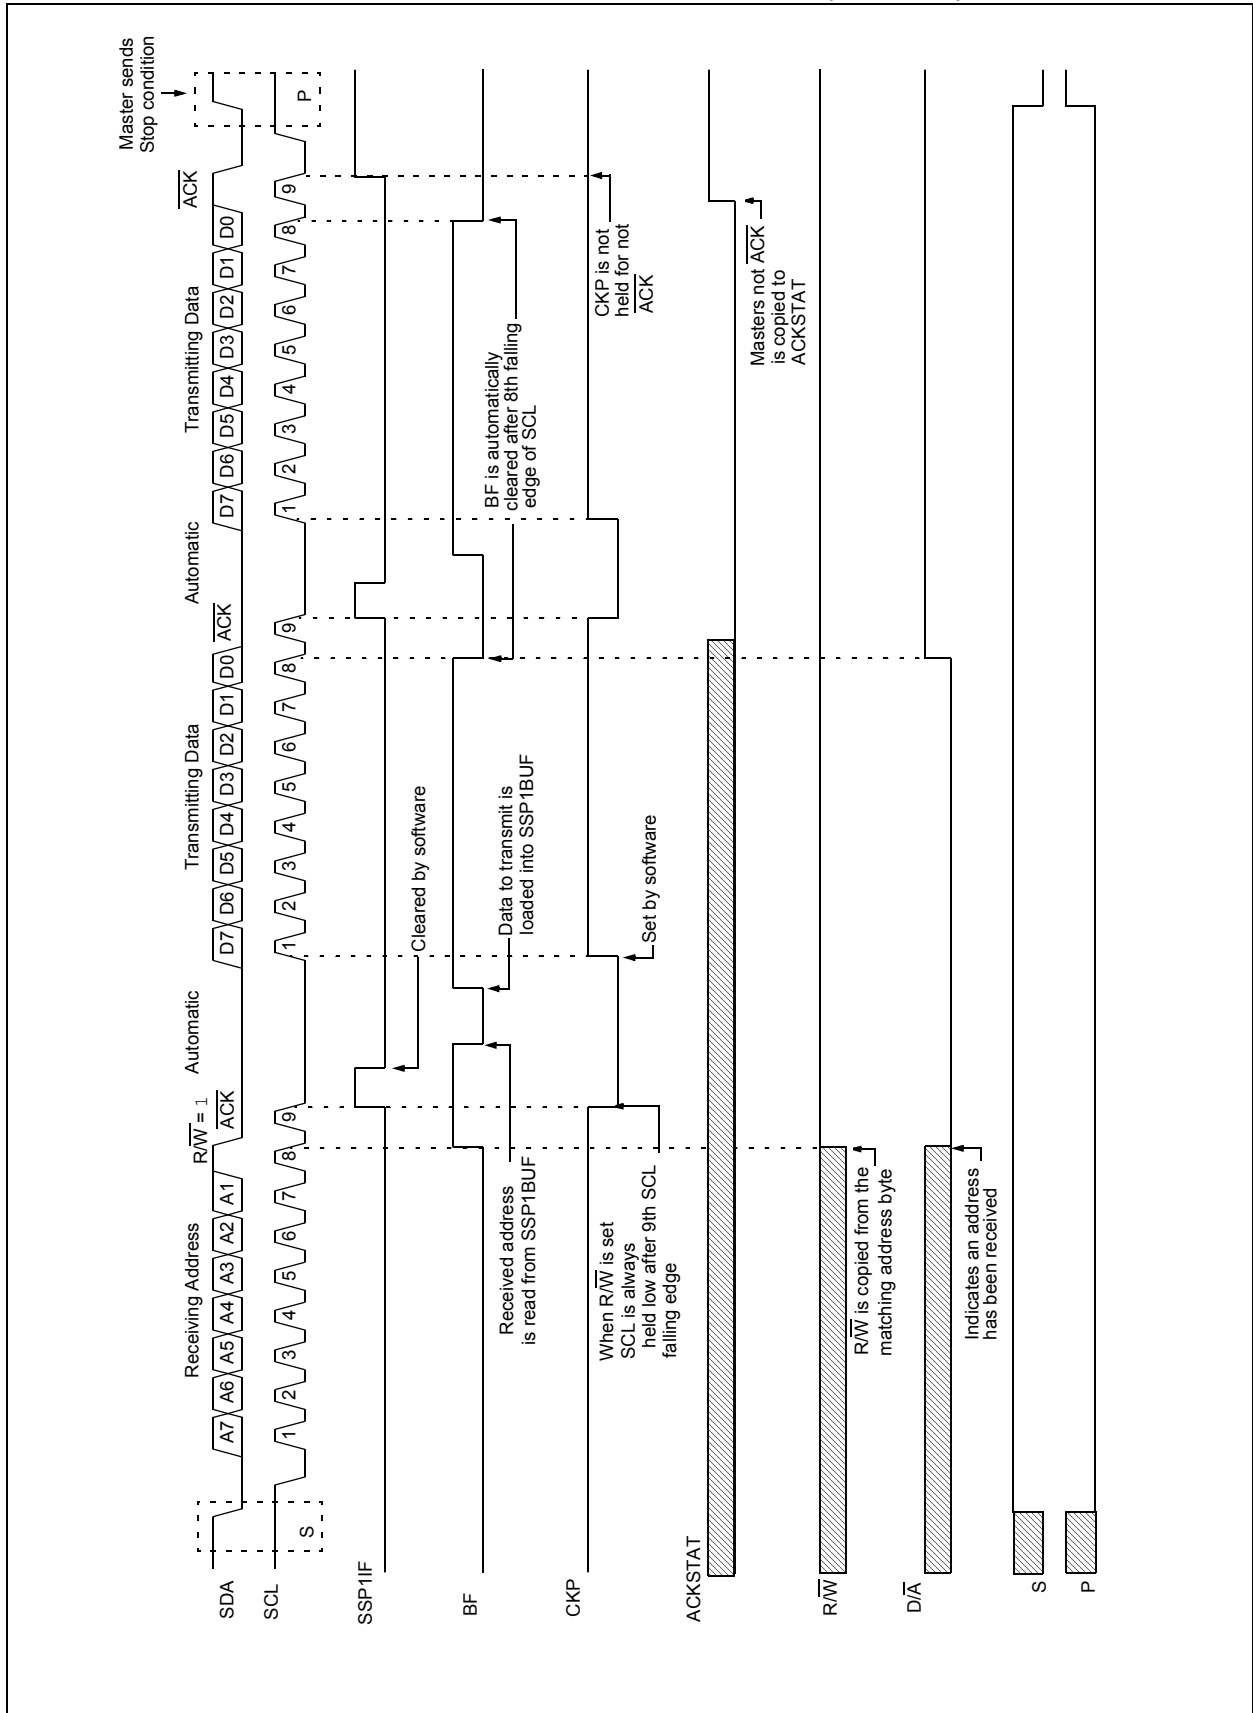 Master sends
Stop condition
Receiving Address
R/W = 1
Automatic
Transmitting Data
Automatic
Transmitting Data
ACK
ACK
ACK
SDA
A7 A6 A5 A4 A3 A2 A1
D7 D6 D5 D4 D3 D2 D1 D0
D7 D6 D5 D4 D3 D2 D1 D0
SCL
S
1 2 3 4 5 6 7 8 9
1 2 3 4 5 6 7 8 9
1 2 3 4 5 6 7 8 9
P
SSP1IF
Cleared by software
BF
Received address
is read from SSP1BUF
Data to transmit is
loaded into SSP1BUF
BF is automatically
cleared after 8th falling
edge of SCL
CKP
When R/W is set
SCL is always
held low after 9th SCL
falling edge
Set by software
CKP is not
held for not
ACK
ACKSTAT
Masters not ACK
is copied to
ACKSTAT
R/W
R/W is copied from the
matching address byte
D/A
Indicates an address
has been received
S
P